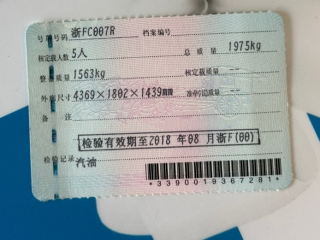 号牌号码 浙FC007R 档案编号
核定载人数 5人 总质量 1975kg
整备质量 1563kg 核定载质量 --
外廓尺寸 4369×1802×1439mm 准牵引总质量 --
备注
检验有效期至2018 年08 月浙F(00)
检验记录 汽油
*3390019367281*